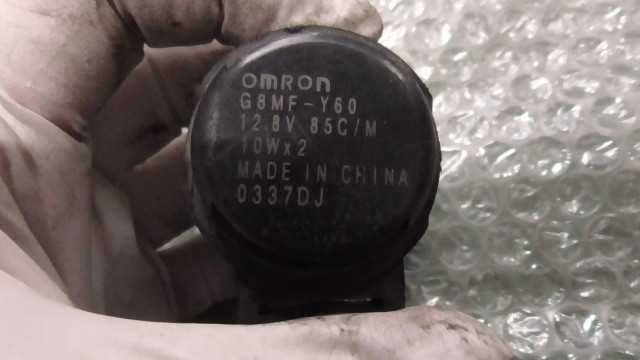 omron
G8MF-Y60
12.8V 85C/M
10Wx2
MADE IN CHINA
0337DJ